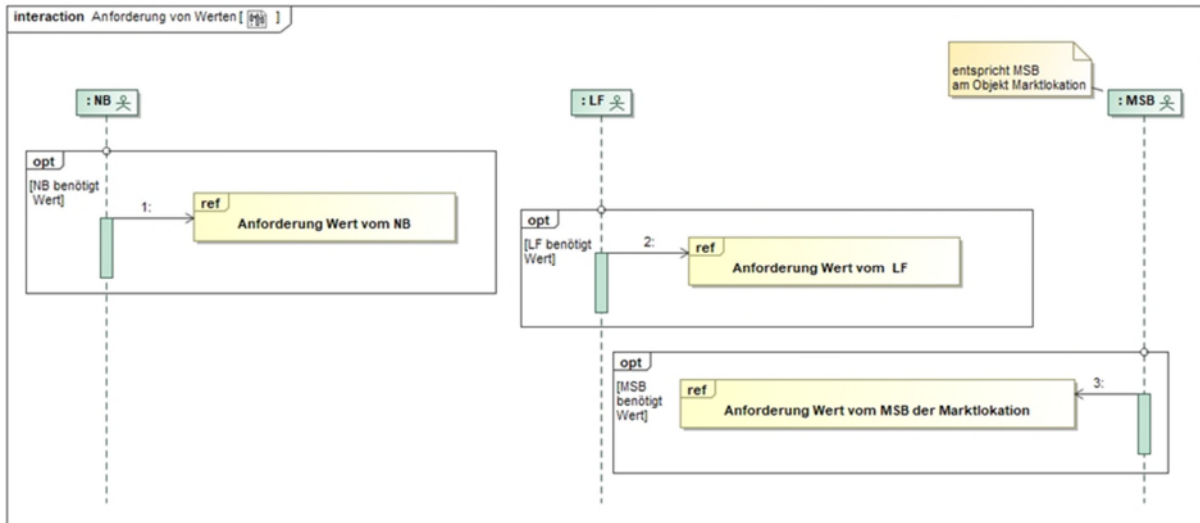 interaction Anforderung von Werten [ ]
entspricht MSB
am Objekt Marktlokation
: NB
: LF
: MSB
opt
[NB benötigt
Wert]
1:
ref
Anforderung Wert vom NB
opt
[LF benötigt
Wert]
2:
ref
Anforderung Wert vom LF
opt
[MSB
benötigt
Wert]
ref
Anforderung Wert vom MSB der Marktlokation
3: